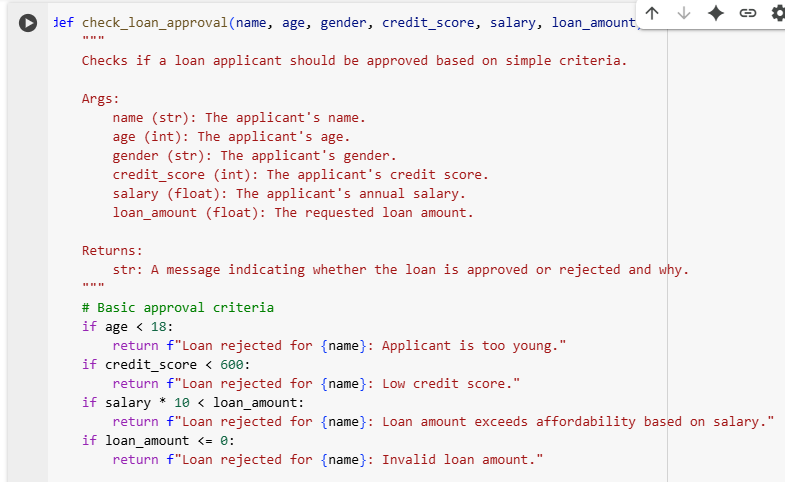 def check_loan_approval(name, age, gender, credit_score, salary, loan_amount
    """
    Checks if a loan applicant should be approved based on simple criteria.

    Args:
        name (str): The applicant's name.
        age (int): The applicant's age.
        gender (str): The applicant's gender.
        credit_score (int): The applicant's credit score.
        salary (float): The applicant's annual salary.
        loan_amount (float): The requested loan amount.

    Returns:
        str: A message indicating whether the loan is approved or rejected and why.
    """
    # Basic approval criteria
    if age < 18:
        return f"Loan rejected for {name}: Applicant is too young."
    if credit_score < 600:
        return f"Loan rejected for {name}: Low credit score."
    if salary * 10 < loan_amount:
        return f"Loan rejected for {name}: Loan amount exceeds affordability based on salary."
    if loan_amount <= 0:
        return f"Loan rejected for {name}: Invalid loan amount."